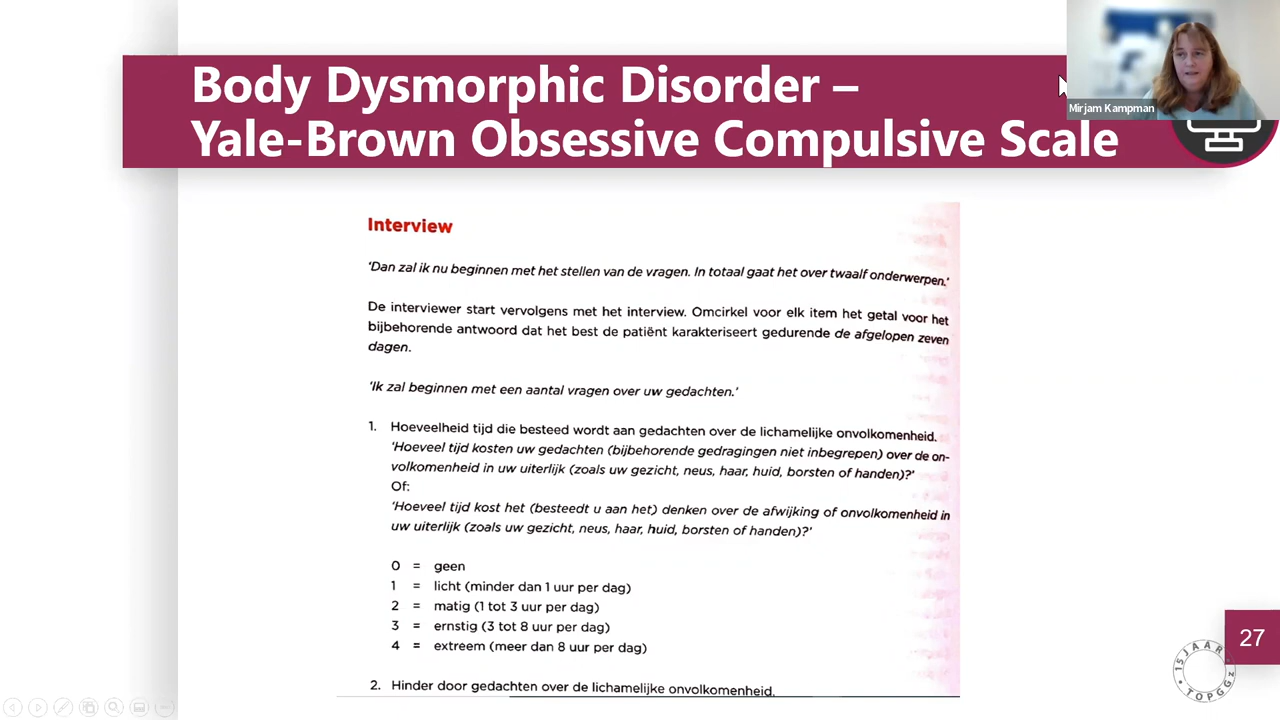 Body Dysmorphic Disorder –
Yale-Brown Obsessive Compulsive Scale
Mirjam Kampman
Interview
‘Dan zal ik nu beginnen met het stellen van de vragen. In totaal gaat het over twaalf onderwerpen.’
De interviewer start vervolgens met het interview. Omcirkel voor elk item het getal voor het
bijbehorende antwoord dat het best de patiënt karakteriseert gedurende de afgelopen zeven
dagen.
‘Ik zal beginnen met een aantal vragen over uw gedachten.’
1. Hoeveelheid tijd die besteed wordt aan gedachten over de lichamelijke onvolkomenheid.
‘Hoeveel tijd kosten uw gedachten (bijbehorende gedragingen niet inbegrepen) over de on-
volkomenheid in uw uiterlijk (zoals uw gezicht, neus, haar, huid, borsten of handen)?’
Of:
‘Hoeveel tijd kost het (besteedt u aan het) denken over de afwijking of onvolkomenheid in
uw uiterlijk (zoals uw gezicht, neus, haar, huid, borsten of handen)?’
0 = geen
1 = licht (minder dan 1 uur per dag)
2 = matig (1 tot 3 uur per dag)
3 = ernstig (3 tot 8 uur per dag)
4 = extreem (meer dan 8 uur per dag)
2. Hinder door gedachten over de lichamelijke onvolkomenheid.
27
15 JAAR
TOPGGz